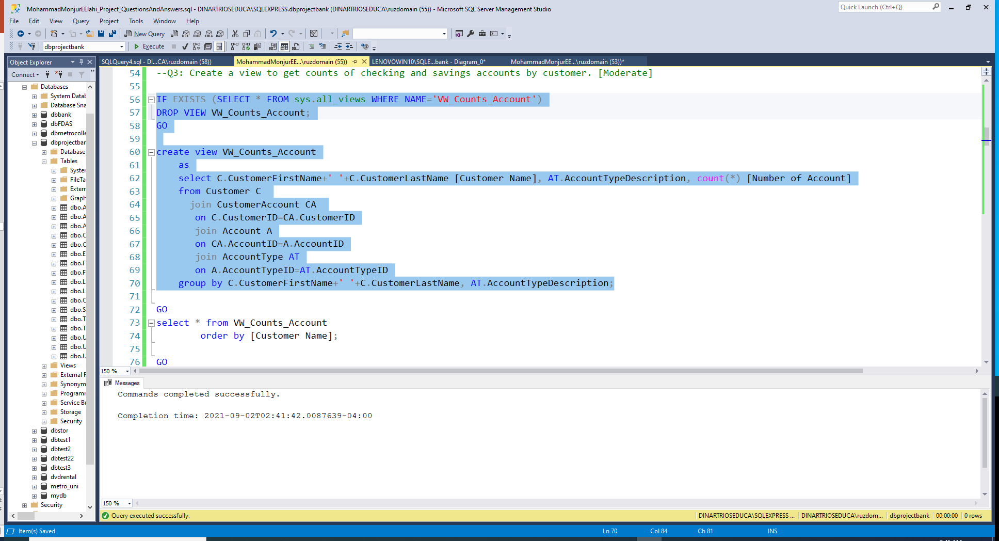 MohammadMonjurEElahi_Project_QuestionsAndAnswers.sql - DINARTRIOSEDUCA\SQLEXPRESS.dbprojectbank (DINARTRIOSEDUCA\ruzdomain (55)) - Microsoft SQL Server Management Studio
Quick Launch (Ctrl+Q)
File Edit View Query Project Tools Window Help
New Query
MDX DMX XMLA DAX
dbprojectbank
Execute
Object Explorer
SQLQuery4.sql - DI...CA\ruzdomain (58))
MohammadMonjurEE...\ruzdomain (55))
LENOVOWIN10\SQLE...bank - Diagram_0*
MohammadMonjurEE...\ruzdomain (53))*
Connect
Databases
System Datab
Database Sna
dbbank
dbFDAS
dbmetrocolle
dbprojectban
Database
Tables
System
FileTa
Extern
Graph
dbo.A
dbo.A
dbo.A
dbo.C
dbo.C
dbo.E
dbo.F
dbo.F
dbo.L
dbo.L
dbo.C
dbo.S
dbo.T
dbo.T
dbo.U
dbo.U
dbo.U
Views
External R
Synonym
Programm
Service Br
Storage
Security
dbstor
dbtest1
dbtest2
dbtest22
dbtest3
dvdrental
metro_uni
mydb
Security
54 --Q3: Create a view to get counts of checking and savings accounts by customer. [Moderate]
55
56 IF EXISTS (SELECT * FROM sys.all_views WHERE NAME='VW_Counts_Account')
57 DROP VIEW VW_Counts_Account;
58 GO
59
60 create view VW_Counts_Account
61 as
62 select C.CustomerFirstName+' '+C.CustomerLastName [Customer Name], AT.AccountTypeDescription, count(*) [Number of Account]
63 from Customer C
64 join CustomerAccount CA
65 on C.CustomerID=CA.CustomerID
66 join Account A
67 on CA.AccountID=A.AccountID
68 join AccountType AT
69 on A.AccountTypeID=AT.AccountTypeID
70 group by C.CustomerFirstName+' '+C.CustomerLastName, AT.AccountTypeDescription;
71
72 GO
73 select * from VW_Counts_Account
74 order by [Customer Name];
75
76 GO
150 %
Messages
Commands completed successfully.
Completion time: 2021-09-02T02:41:42.0087639-04:00
150 %
Query executed successfully.
DINARTRIOSEDUCA\SQLEXPRESS ... DINARTRIOSEDUCA\ruzdom... dbprojectbank 00:00:00 0 rows
Item(s) Saved
Ln 70 Col 84 Ch 81 INS